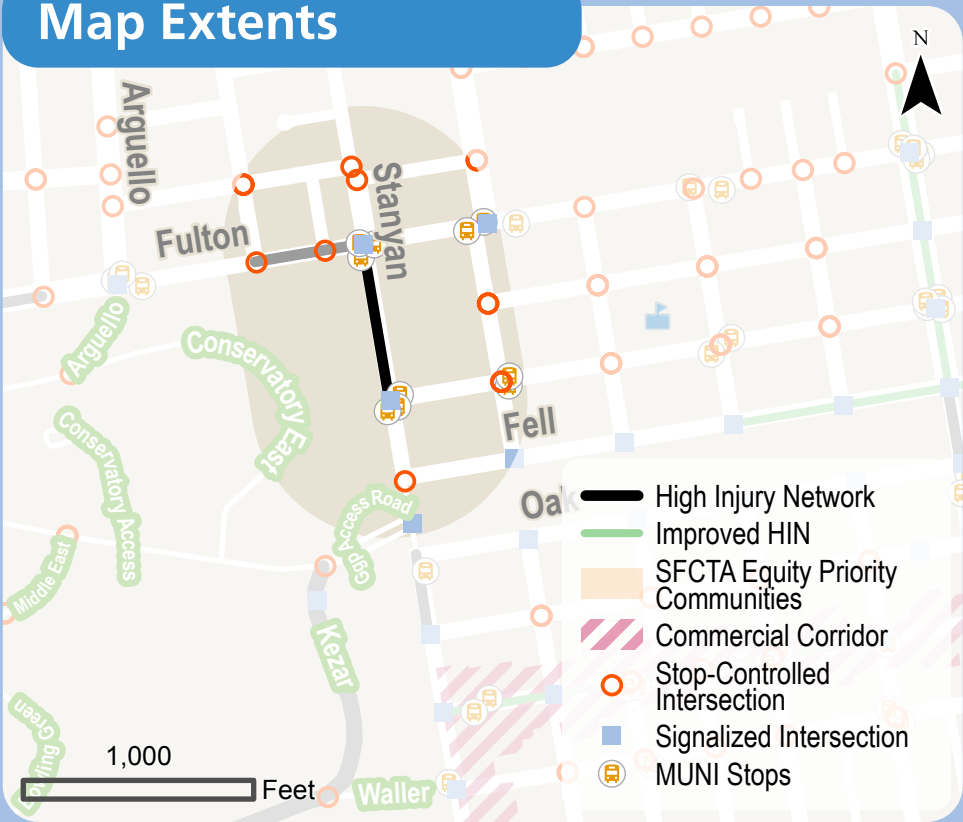 Map Extents
N
Arguello
Stanyan
Fulton
Arguello
Conservatory East
Conservatory Access
Fell
Oak
Ggp Access Road
Middle East
Kezar
Green
Waller
High Injury Network
Improved HIN
SFCTA Equity Priority
Communities
Commercial Corridor
Stop-Controlled
Intersection
Signalized Intersection
MUNI Stops
1,000
Feet